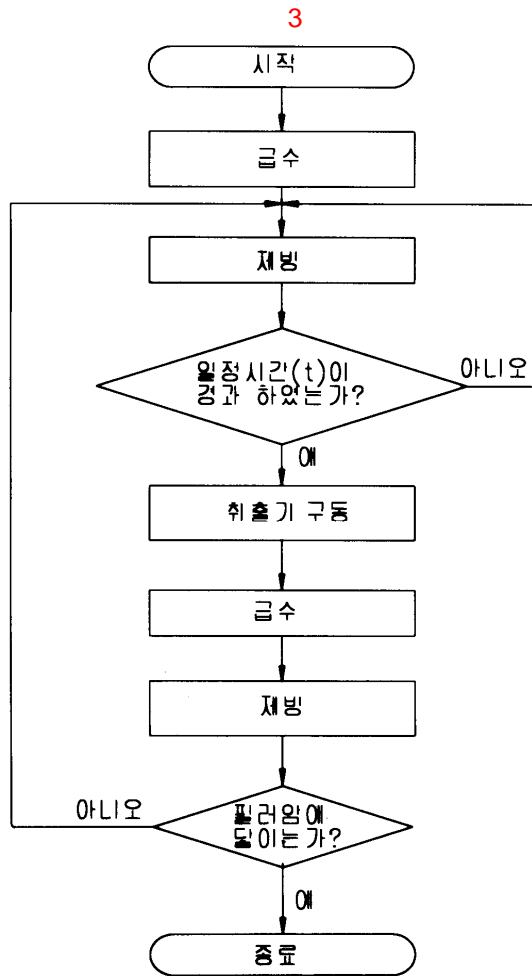 3
시작
급수
제빙
일정시간(t)이
경과 하였는가?
아니오
예
취출기 구동
급수
제빙
아니오
필러암에
닿이는가?
예
종료